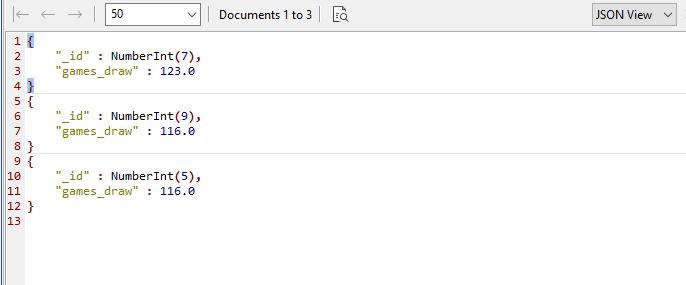 50 Documents 1 to 3 JSON View
1 {
2 "_id" : NumberInt(7),
3 "games_draw" : 123.0
4 }
5 {
6 "_id" : NumberInt(9),
7 "games_draw" : 116.0
8 }
9 {
10 "_id" : NumberInt(5),
11 "games_draw" : 116.0
12 }
13